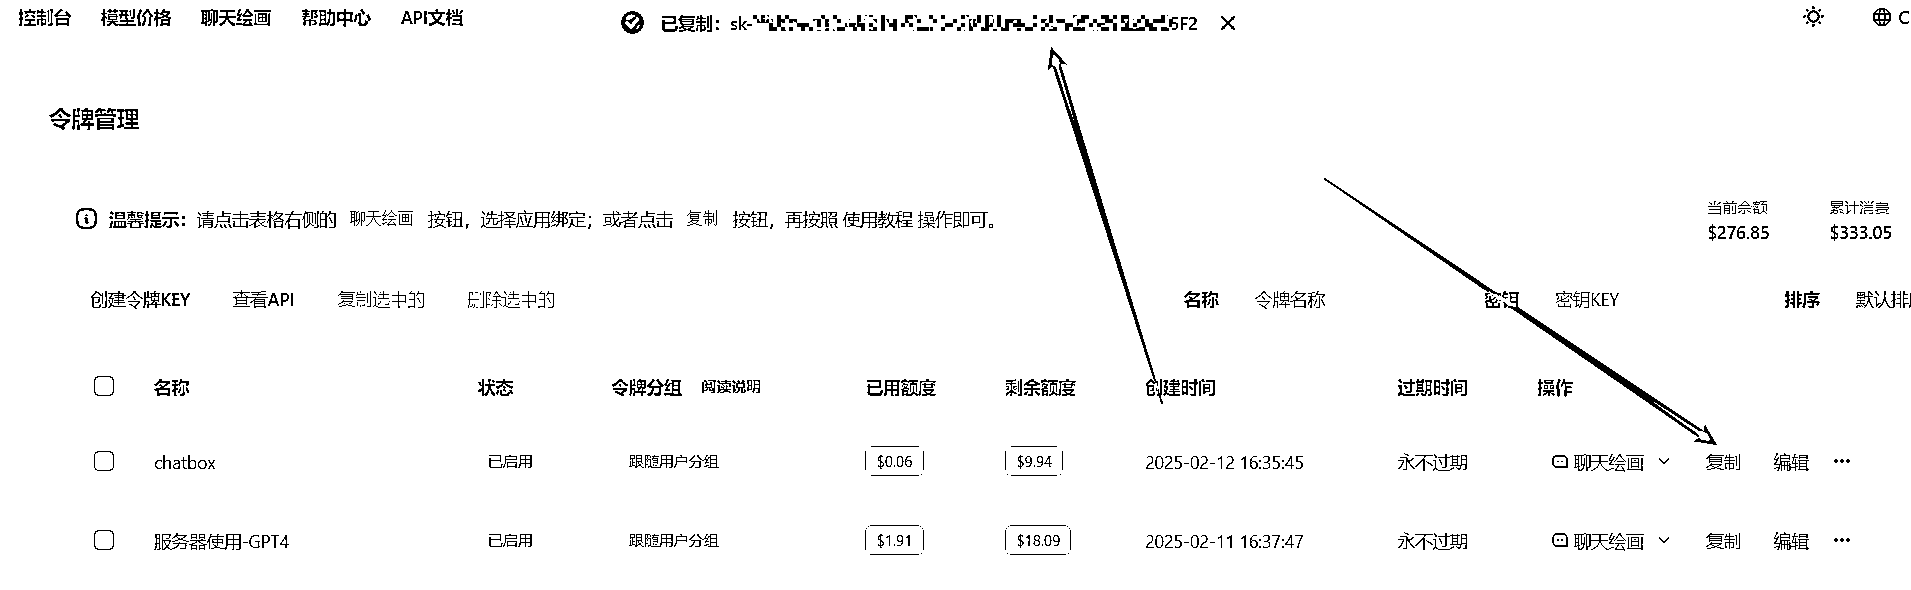 控制台 模型价格 聊天绘画 帮助中心 API文档 已复制：sk- 6F2
令牌管理
温馨提示：请点击表格右侧的 聊天绘画 按钮，选择应用绑定；或者点击 复制 按钮，再按照 使用教程 操作即可。
当前余额 累计消费
$276.85 $333.05
创建令牌KEY 查看API 复制选中的 删除选中的 名称 令牌名称 密钥 密钥KEY 排序 默认排
名称 状态 令牌分组 阅读说明 已用额度 剩余额度 创建时间 过期时间 操作
chatbox 已启用 跟随用户分组 $0.06 $9.94 2025-02-12 16:35:45 永不过期 聊天绘画 复制 编辑 ···
服务器使用-GPT4 已启用 跟随用户分组 $1.91 $18.09 2025-02-11 16:37:47 永不过期 聊天绘画 复制 编辑 ···